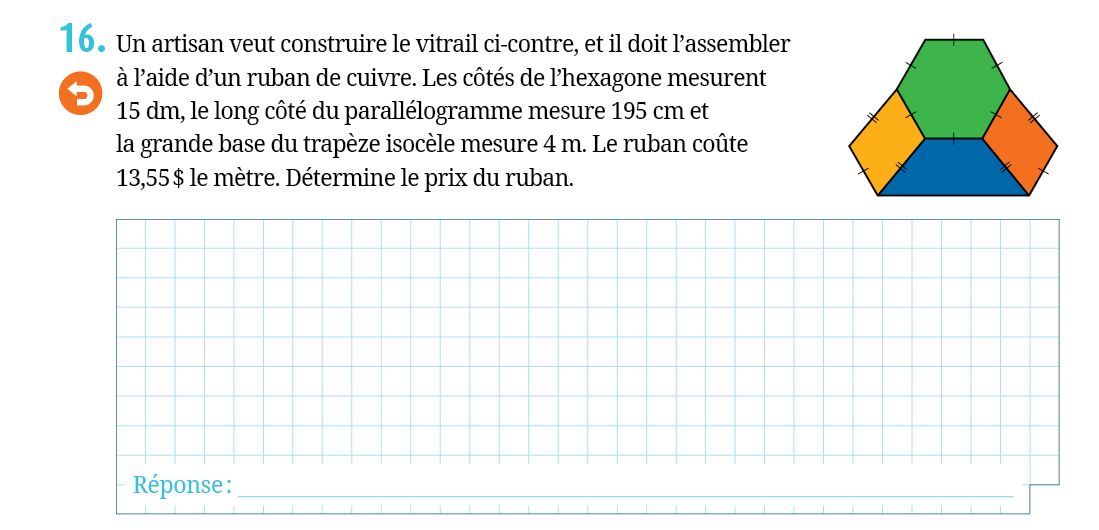 16. Un artisan veut construire le vitrail ci-contre, et il doit l’assembler
à l’aide d’un ruban de cuivre. Les côtés de l’hexagone mesurent
15 dm, le long côté du parallélogramme mesure 195 cm et
la grande base du trapèze isocèle mesure 4 m. Le ruban coûte
13,55 $ le mètre. Détermine le prix du ruban.
Réponse :